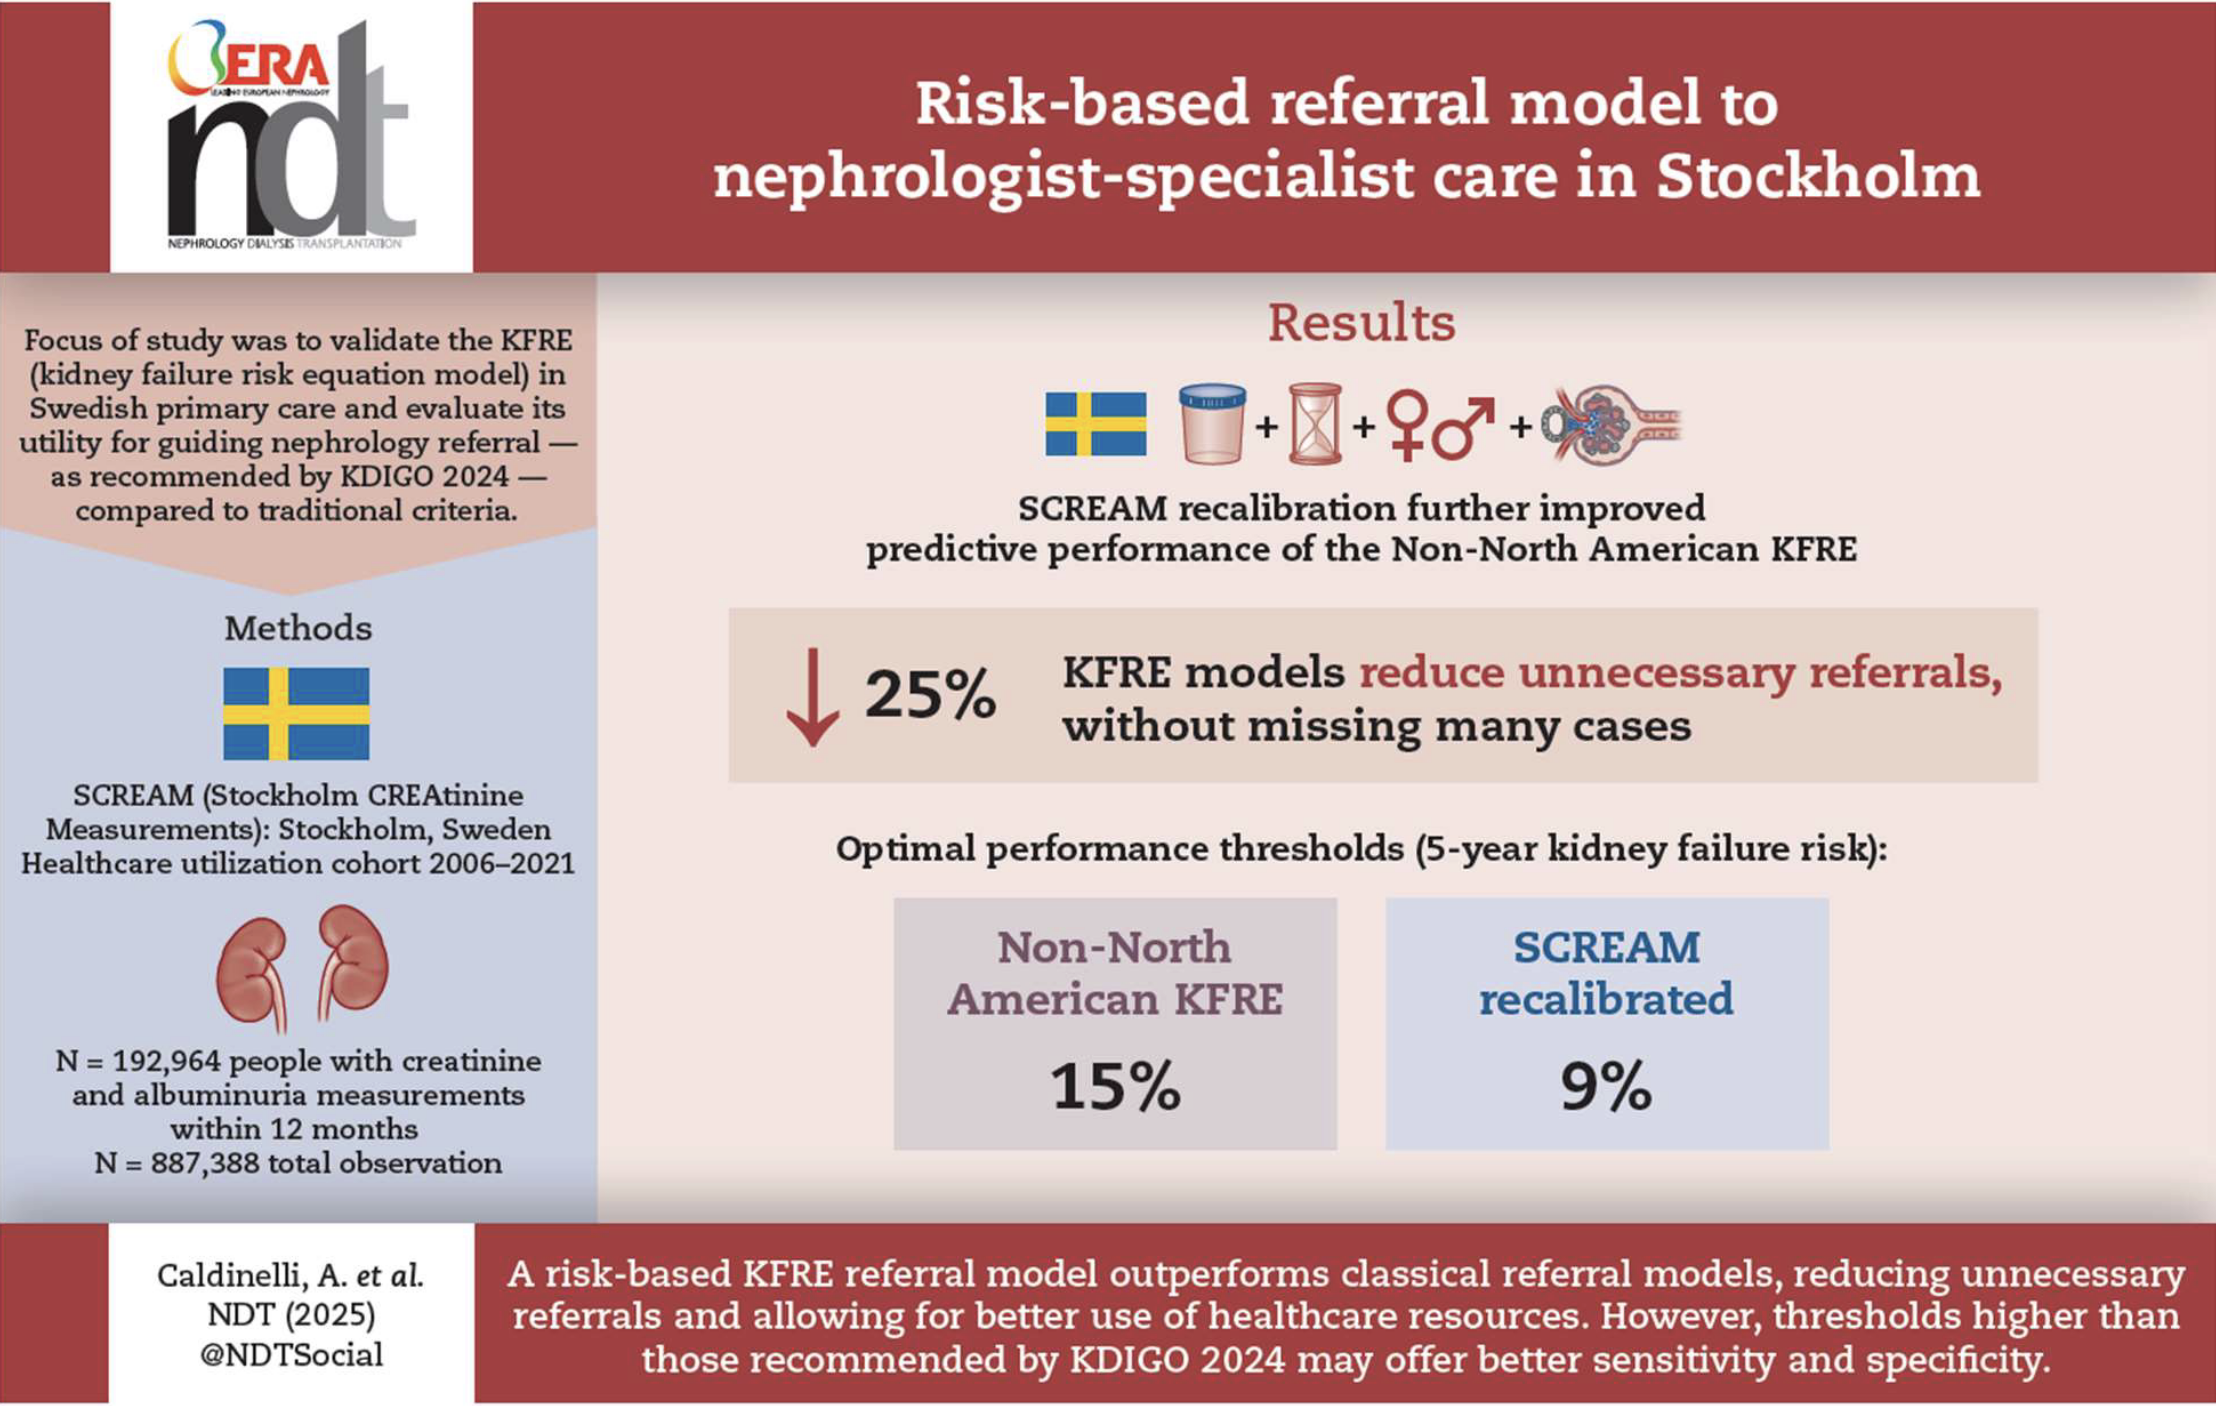 ERA
LEADING EUROPEAN NEPHROLOGY
ndt
NEPHROLOGY DIALYSIS TRANSPLANTATION
Risk-based referral model to
nephrologist-specialist care in Stockholm
Focus of study was to validate the KFRE
(kidney failure risk equation model) in
Swedish primary care and evaluate its
utility for guiding nephrology referral —
as recommended by KDIGO 2024 —
compared to traditional criteria.
Methods
SCREAM (Stockholm CREAtinine
Measurements): Stockholm, Sweden
Healthcare utilization cohort 2006–2021
N = 192,964 people with creatinine
and albuminuria measurements
within 12 months
N = 887,388 total observation
Results
+ + +
SCREAM recalibration further improved
predictive performance of the Non-North American KFRE
↓ 25%
KFRE models reduce unnecessary referrals,
without missing many cases
Optimal performance thresholds (5-year kidney failure risk):
Non-North
American KFRE
15%
SCREAM
recalibrated
9%
Caldinelli, A. et al.
NDT (2025)
@NDTSocial
A risk-based KFRE referral model outperforms classical referral models, reducing unnecessary
referrals and allowing for better use of healthcare resources. However, thresholds higher than
those recommended by KDIGO 2024 may offer better sensitivity and specificity.